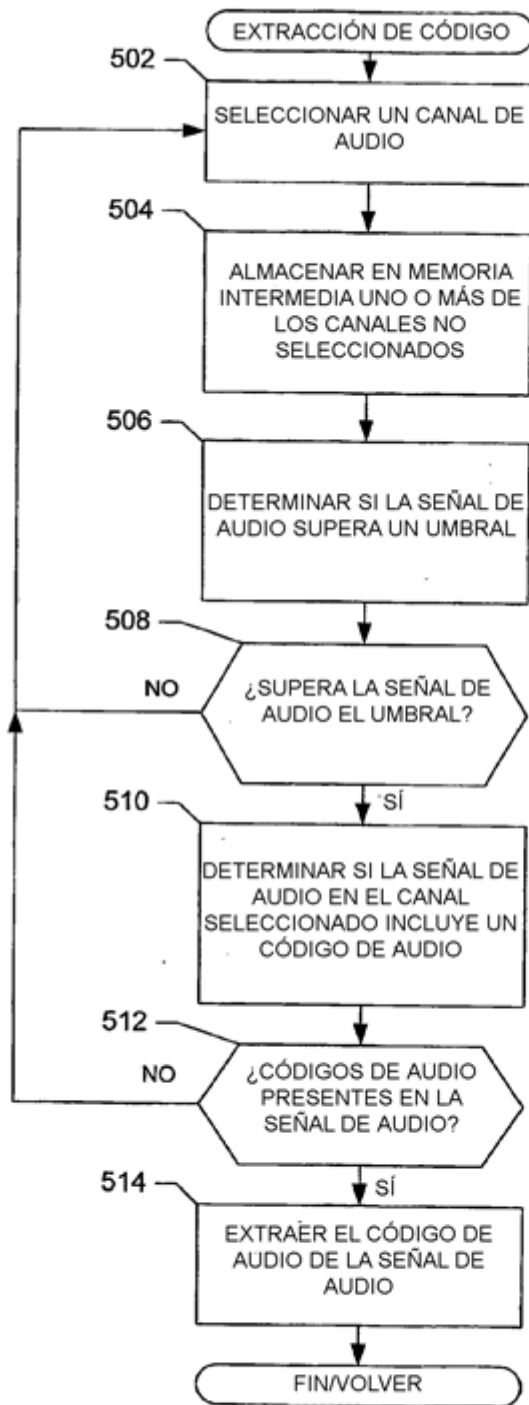 EXTRACCIÓN DE CÓDIGO
502
SELECCIONAR UN CANAL DE
AUDIO
504
ALMACENAR EN MEMORIA
INTERMEDIA UNO O MÁS DE
LOS CANALES NO
SELECCIONADOS
506
DETERMINAR SI LA SEÑAL DE
AUDIO SUPERA UN UMBRAL
508
NO
¿SUPERA LA SEÑAL DE
AUDIO EL UMBRAL?
SÍ
510
DETERMINAR SI LA SEÑAL DE
AUDIO EN EL CANAL
SELECCIONADO INCLUYE UN
CÓDIGO DE AUDIO
512
NO
¿CÓDIGOS DE AUDIO
PRESENTES EN LA
SEÑAL DE AUDIO?
SÍ
514
EXTRAER EL CÓDIGO DE
AUDIO DE LA SEÑAL DE
AUDIO
FIN/VOLVER